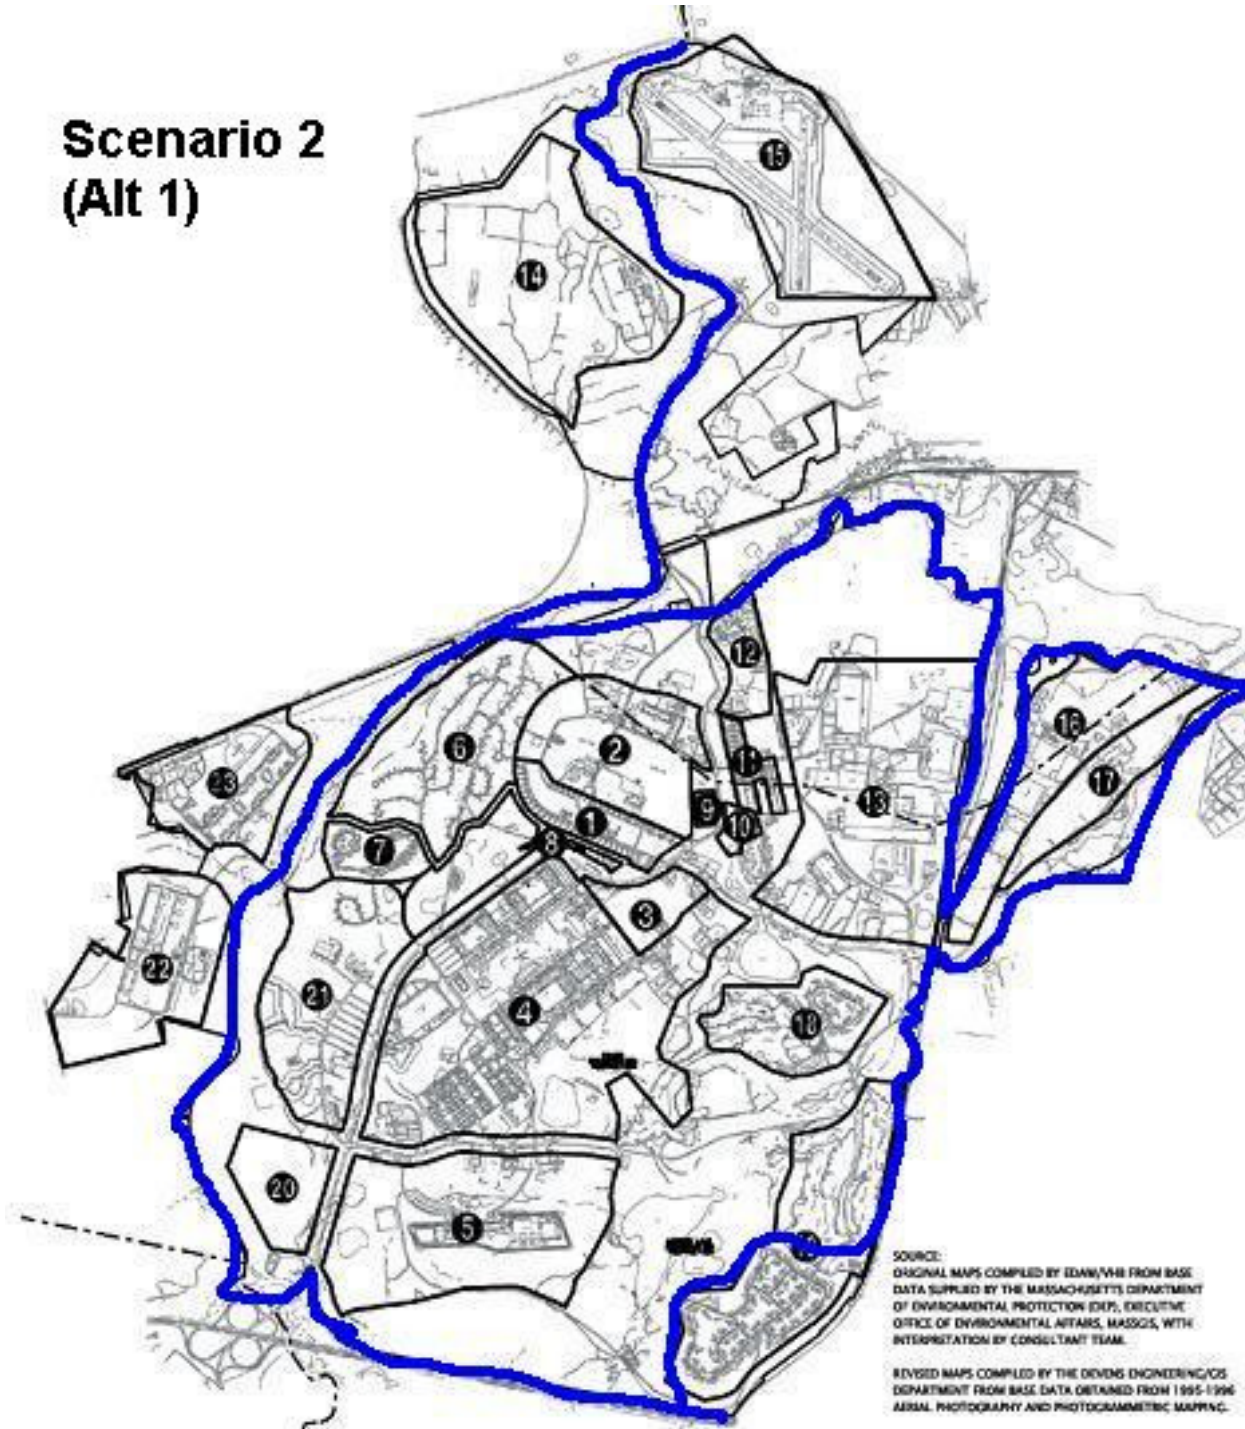 Scenario 2
(Alt 1)
15
14
12
6
2
16
11
23
17
9
13
1
10
8
7
3
22
21
4
18
20
5
19
SOURCE:
ORIGINAL MAPS COMPILED BY EDAW/VHB FROM BASE
DATA SUPPLIED BY THE MASSACHUSETTS DEPARTMENT
OF ENVIRONMENTAL PROTECTION (DEP), EXECUTIVE
OFFICE OF ENVIRONMENTAL AFFAIRS, MASSGIS, WITH
INTERPRETATION BY CONSULTANT TEAM.
REVISED MAPS COMPILED BY THE DEVENS ENGINEERING/GIS
DEPARTMENT FROM BASE DATA OBTAINED FROM 1995-1996
AERIAL PHOTOGRAPHY AND PHOTOGRAMMETRIC MAPPING.